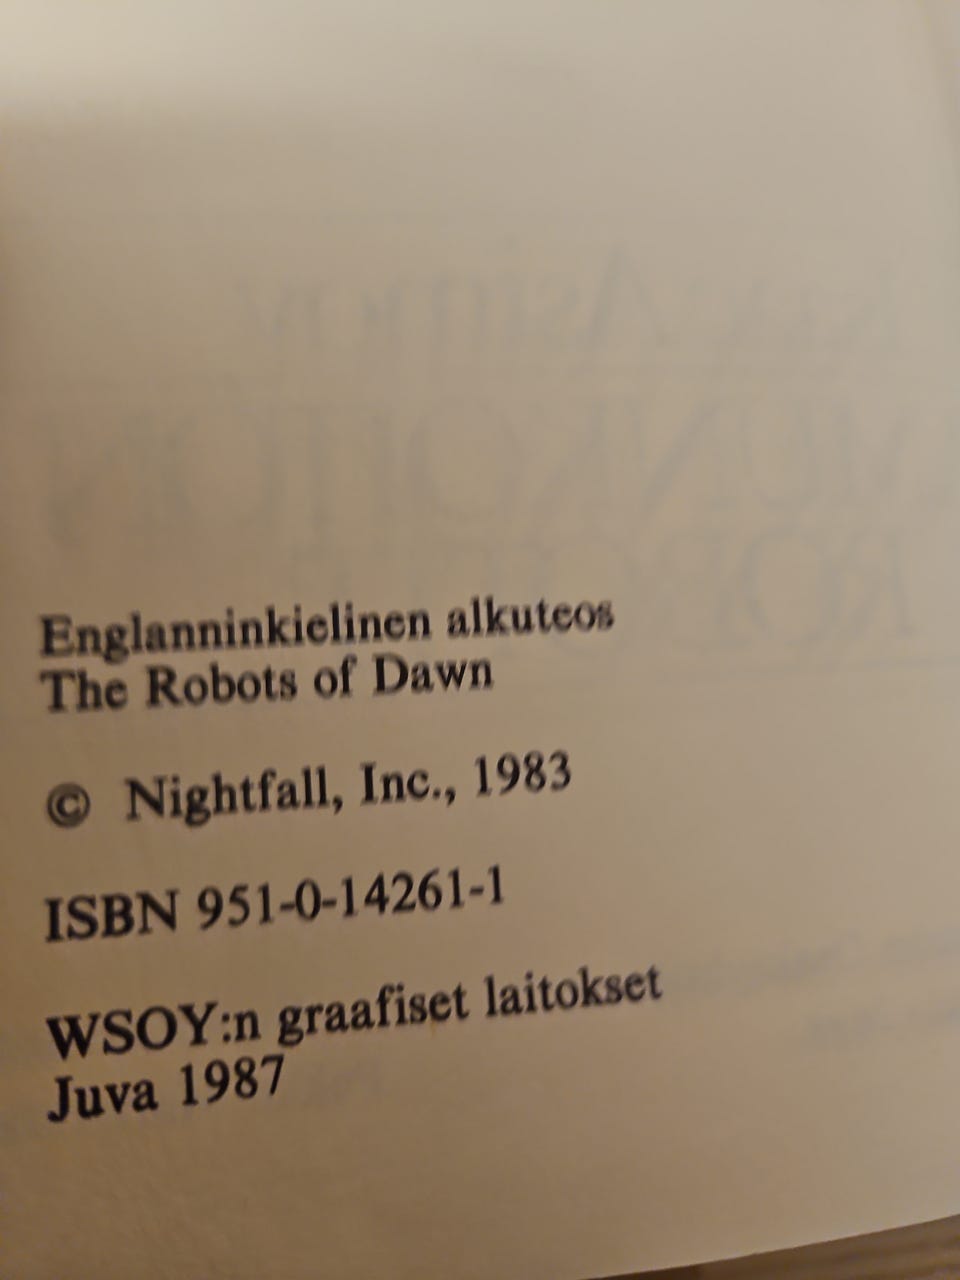 Englanninkielinen alkuteos
The Robots of Dawn
© Nightfall, Inc., 1983
ISBN 951-0-14261-1
WSOY:n graafiset laitokset
Juva 1987